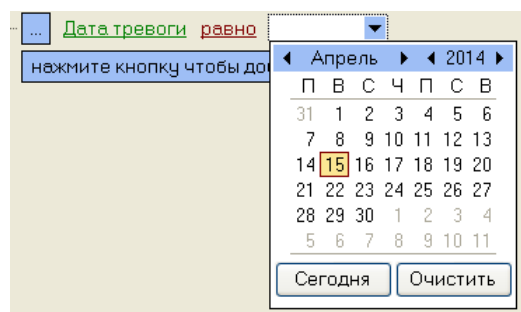 ... Дата тревоги равно
нажмите кнопку чтобы до
Апрель 2014
П В С Ч П С В
31 1 2 3 4 5 6
7 8 9 10 11 12 13
14 15 16 17 18 19 20
21 22 23 24 25 26 27
28 29 30 1 2 3 4
5 6 7 8 9 10 11
Сегодня Очистить